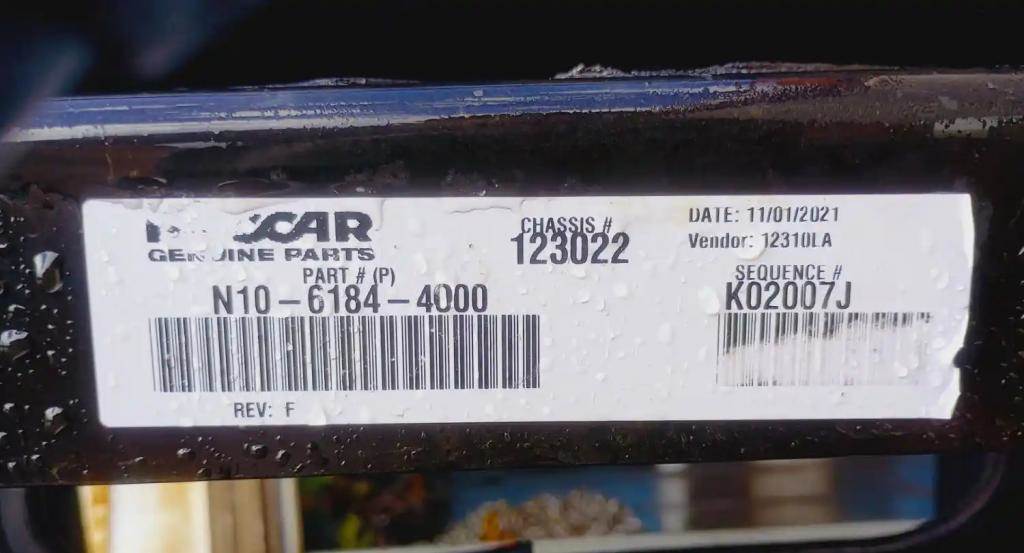 GENUINE PARTS
PART # (P)
N10-6184-4000
REV: F
CHASSIS #
123022
DATE: 11/01/2021
Vendor: 12310LA
SEQUENCE #
K02007J